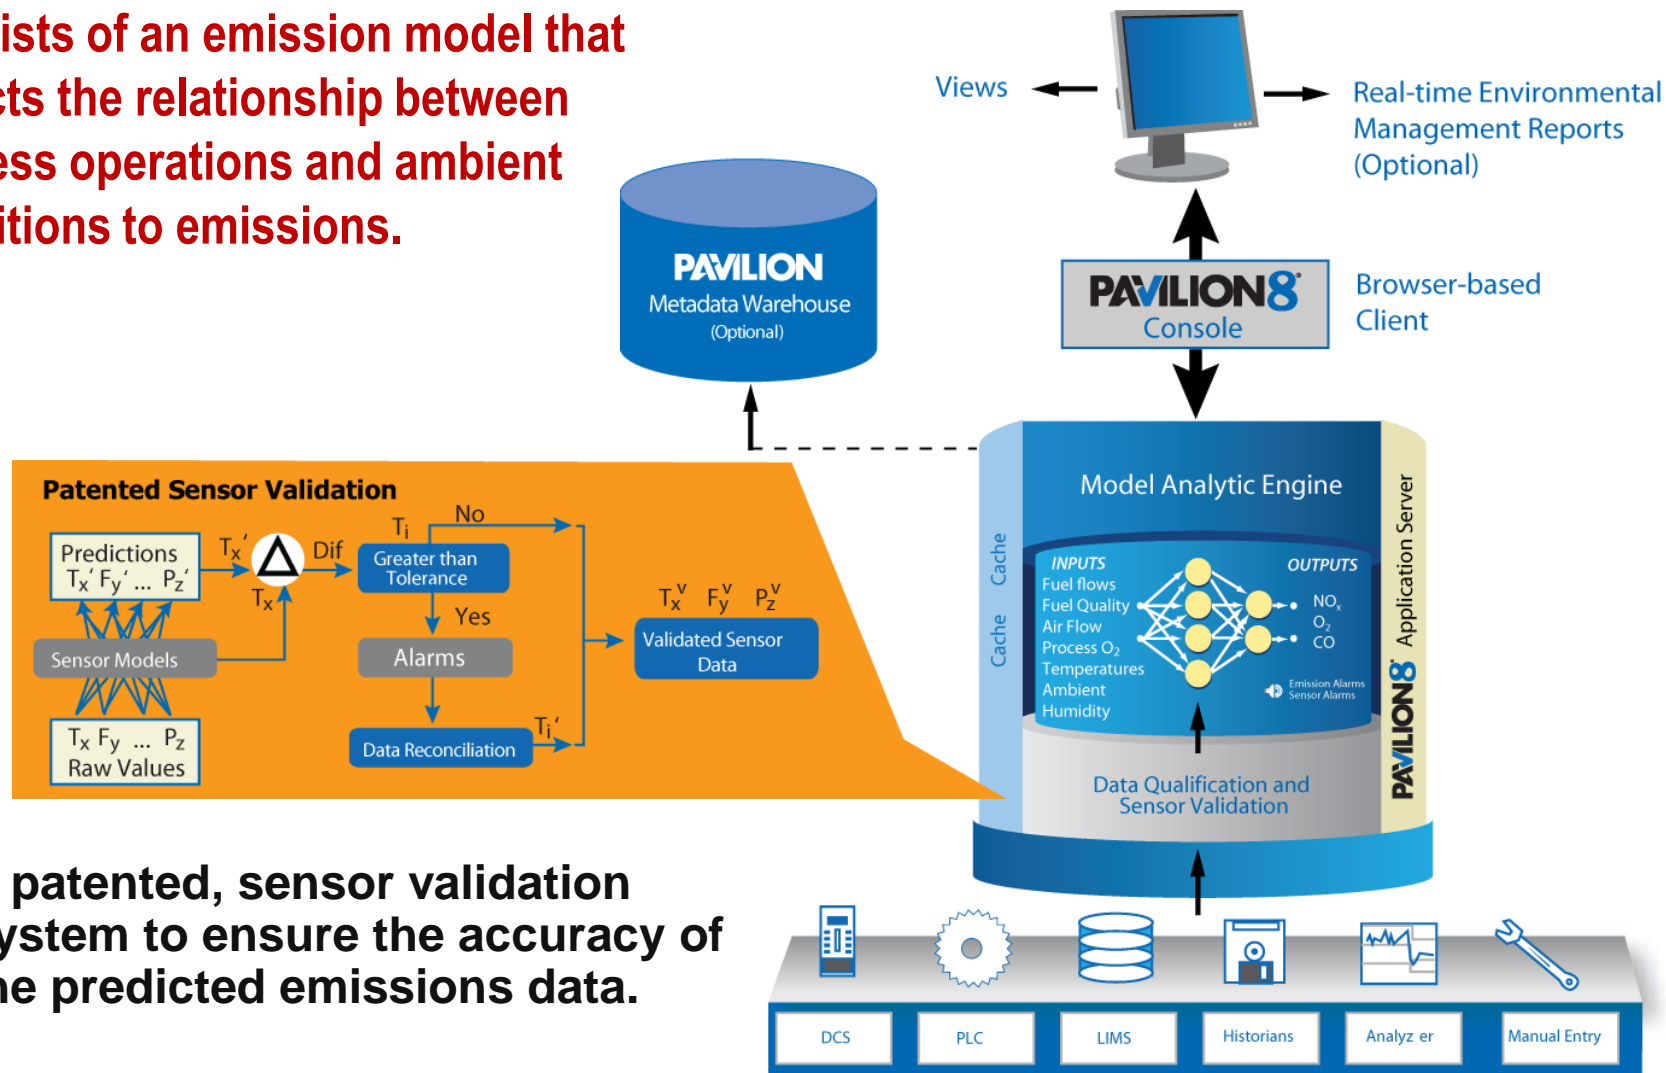 ists of an emission model that
cts the relationship between
ess operations and ambient
itions to emissions.
Views
Real-time Environmental
Management Reports
(Optional)
PAVILION
Metadata Warehouse
(Optional)
PAVILION8®
Console
Browser-based
Client
Patented Sensor Validation
Predictions
Tx′ Fy′ ... Pz′
Tx′
Tx
Dif
Ti
No
Greater than
Tolerance
Yes
Sensor Models
Alarms
Tx Fy ... Pz
Raw Values
Data Reconciliation
Ti′
TxV FyV PzV
Validated Sensor
Data
Cache
Cache
Model Analytic Engine
INPUTS
Fuel flows
Fuel Quality
Air Flow
Process O2
Temperatures
Ambient
Humidity
OUTPUTS
NOx
O2
CO
Emission Alarms
Sensor Alarms
PAVILION8® Application Server
Data Qualification and
Sensor Validation
patented, sensor validation
ystem to ensure the accuracy of
ne predicted emissions data.
DCS
PLC
LIMS
Historians
Analyz er
Manual Entry